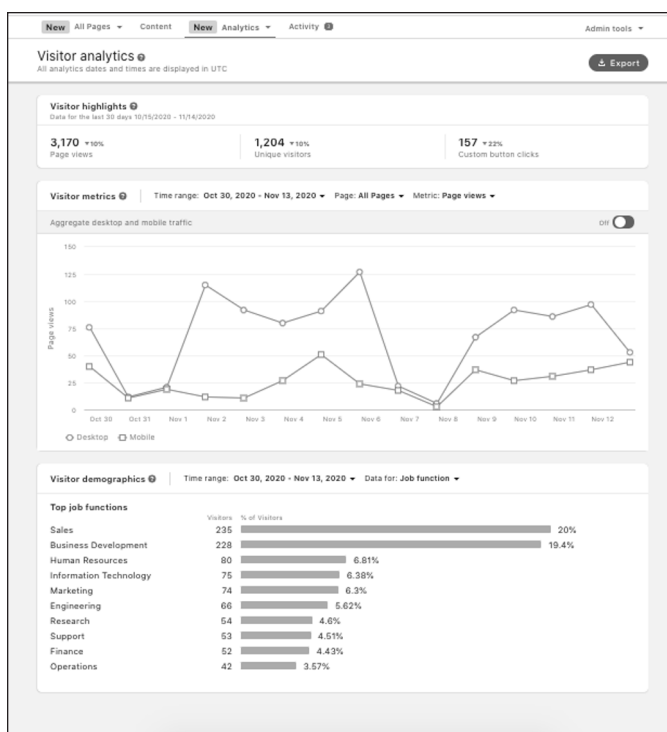 New All Pages Content New Analytics Activity 3 Admin tools
Visitor analytics
All analytics dates and times are displayed in UTC
Export
Visitor highlights
Data for the last 30 days 10/15/2020 - 11/14/2020
3,170 ▼10% 1,204 ▼10% 157 ▼22%
Page views Unique visitors Custom button clicks
Visitor metrics Time range: Oct 30, 2020 - Nov 13, 2020 Page: All Pages Metric: Page views
Aggregate desktop and mobile traffic Off
150
125
100
75
50
25
0
Page views
Oct 30 Oct 31 Nov 1 Nov 2 Nov 3 Nov 4 Nov 5 Nov 6 Nov 7 Nov 8 Nov 9 Nov 10 Nov 11 Nov 12
Desktop Mobile
Visitor demographics Time range: Oct 30, 2020 - Nov 13, 2020 Data for: Job function
Top job functions
Visitors % of Visitors
Sales 235 20%
Business Development 228 19.4%
Human Resources 80 6.81%
Information Technology 75 6.38%
Marketing 74 6.3%
Engineering 66 5.62%
Research 54 4.6%
Support 53 4.51%
Finance 52 4.43%
Operations 42 3.57%